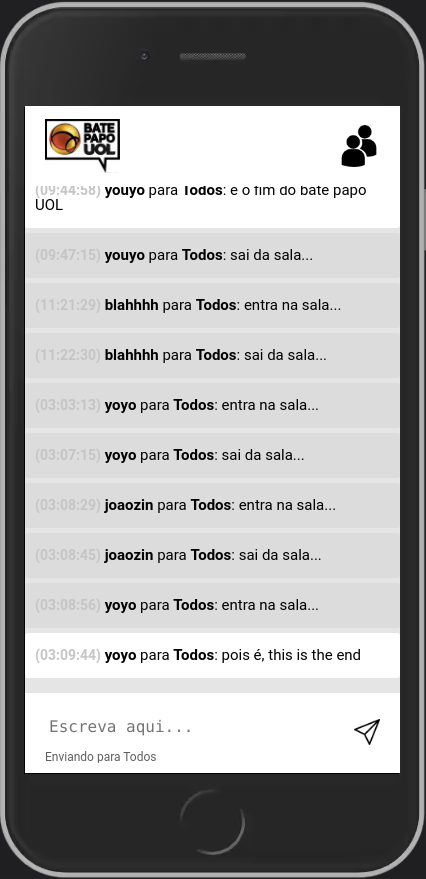 BATE
PAPO
UOL
(09:44:58) youyo para Todos: e o fim do bate papo
UOL
(09:47:15) youyo para Todos: sai da sala...
(11:21:29) blahhhh para Todos: entra na sala...
(11:22:30) blahhhh para Todos: sai da sala...
(03:03:13) yoyo para Todos: entra na sala...
(03:07:15) yoyo para Todos: sai da sala...
(03:08:29) joaozin para Todos: entra na sala...
(03:08:45) joaozin para Todos: sai da sala...
(03:08:56) yoyo para Todos: entra na sala...
(03:09:44) yoyo para Todos: pois é, this is the end
Escreva aqui...
Enviando para Todos